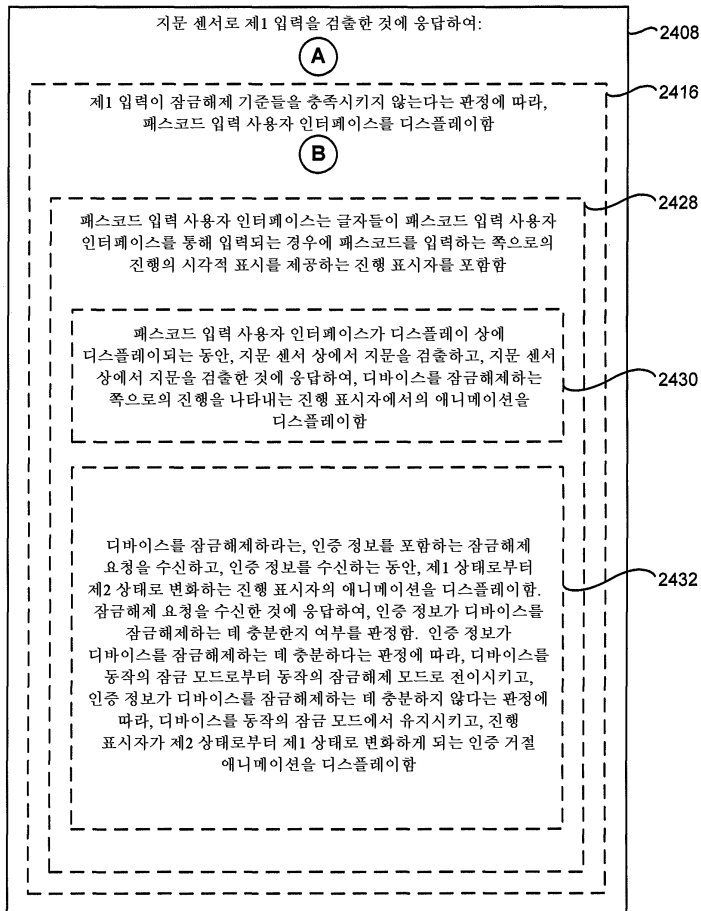 지문 센서로 제1 입력을 검출한 것에 응답하여:
2408
A
2416
제1 입력이 잠금해제 기준들을 충족시키지 않는다는 판정에 따라,
패스코드 입력 사용자 인터페이스를 디스플레이함
B
2428
패스코드 입력 사용자 인터페이스는 글자들이 패스코드 입력 사용자
인터페이스를 통해 입력되는 경우에 패스코드를 입력하는 쪽으로의
진행의 시각적 표시를 제공하는 진행 표시자를 포함함
패스코드 입력 사용자 인터페이스가 디스플레이 상에
디스플레이되는 동안, 지문 센서 상에서 지문을 검출하고, 지문 센서
상에서 지문을 검출한 것에 응답하여, 디바이스를 잠금해제하는
쪽으로의 진행을 나타내는 진행 표시자에서의 애니메이션을
디스플레이함
2430
디바이스를 잠금해제하라는, 인증 정보를 포함하는 잠금해제
요청을 수신하고, 인증 정보를 수신하는 동안, 제1 상태로부터
제2 상태로 변화하는 진행 표시자의 애니메이션을 디스플레이함.
잠금해제 요청을 수신한 것에 응답하여, 인증 정보가 디바이스를
잠금해제하는 데 충분한지 여부를 판정함. 인증 정보가
디바이스를 잠금해제하는 데 충분하다는 판정에 따라, 디바이스를
동작의 잠금 모드로부터 동작의 잠금해제 모드로 전이시키고,
인증 정보가 디바이스를 잠금해제하는 데 충분하지 않다는 판정에
따라, 디바이스를 동작의 잠금 모드에서 유지시키고, 진행
표시자가 제2 상태로부터 제1 상태로 변화하게 되는 인증 거절
애니메이션을 디스플레이함
2432